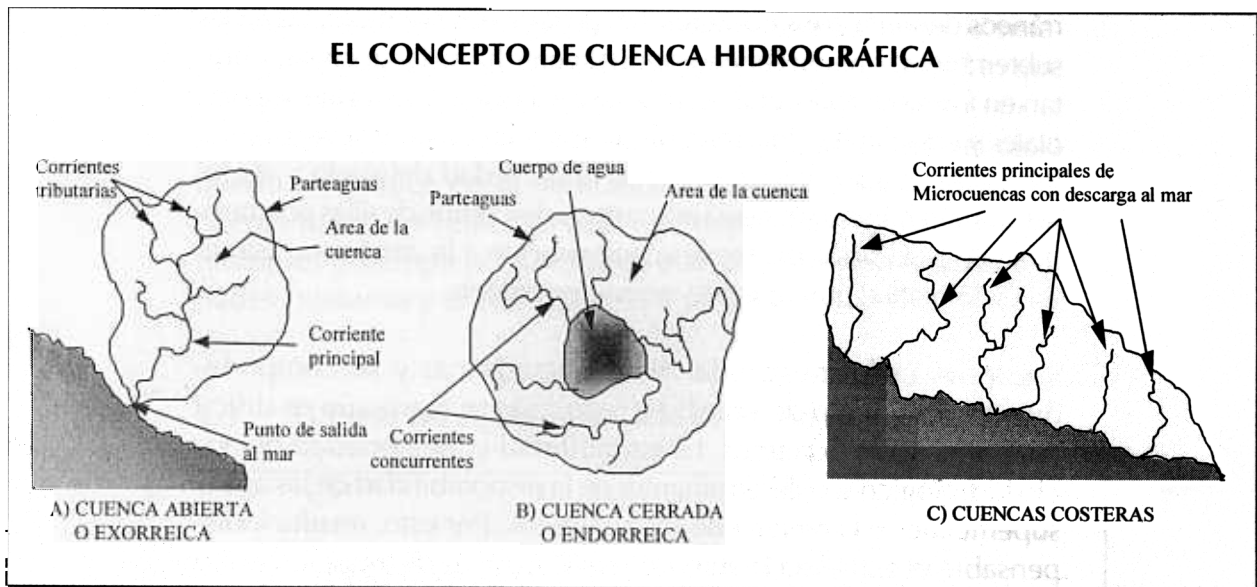 EL CONCEPTO DE CUENCA HIDROGRÁFICA
Corrientes
tributarias
Parteaguas
Area de la
cuenca
Corriente
principal
Punto de salida
al mar
A) CUENCA ABIERTA
O EXORREICA
Cuerpo de agua
Parteaguas
Area de la cuenca
Corrientes
concurrentes
B) CUENCA CERRADA
O ENDORREICA
Corrientes principales de
Microcuencas con descarga al mar
C) CUENCAS COSTERAS